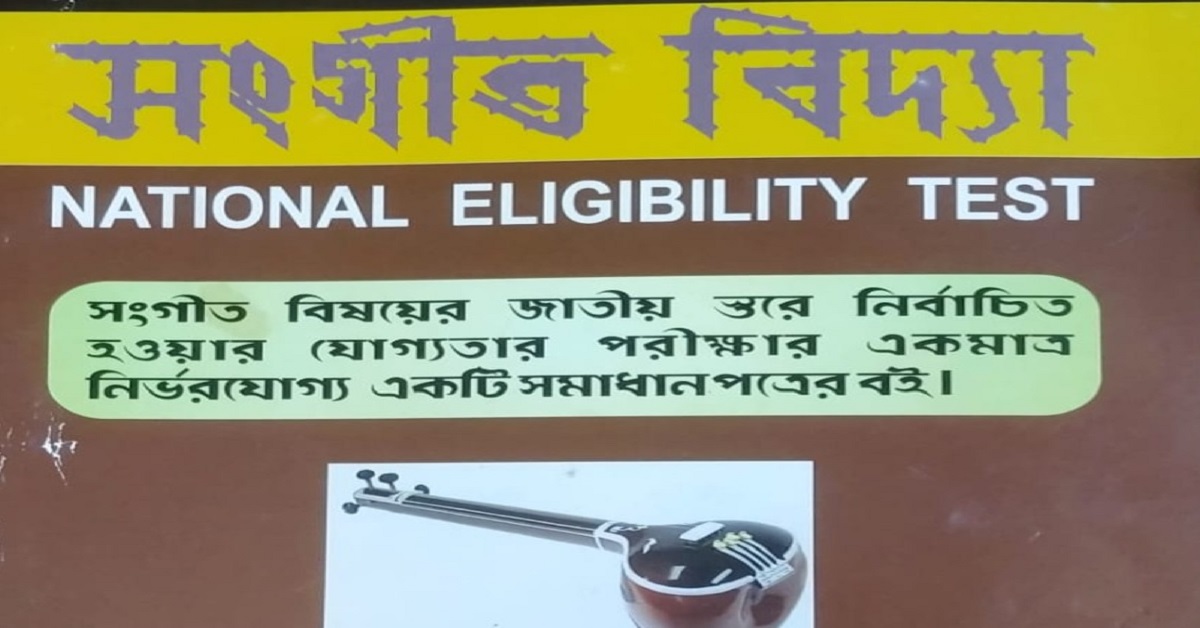 সংগীত বিদ্যা
NATIONAL ELIGIBILITY TEST
সংগীত বিষয়ের জাতীয় স্তরে নির্বাচিত
হওয়ার যোগ্যতার পরীক্ষার একমাত্র
নির্ভরযোগ্য একটি সমাধানপত্রের বই।